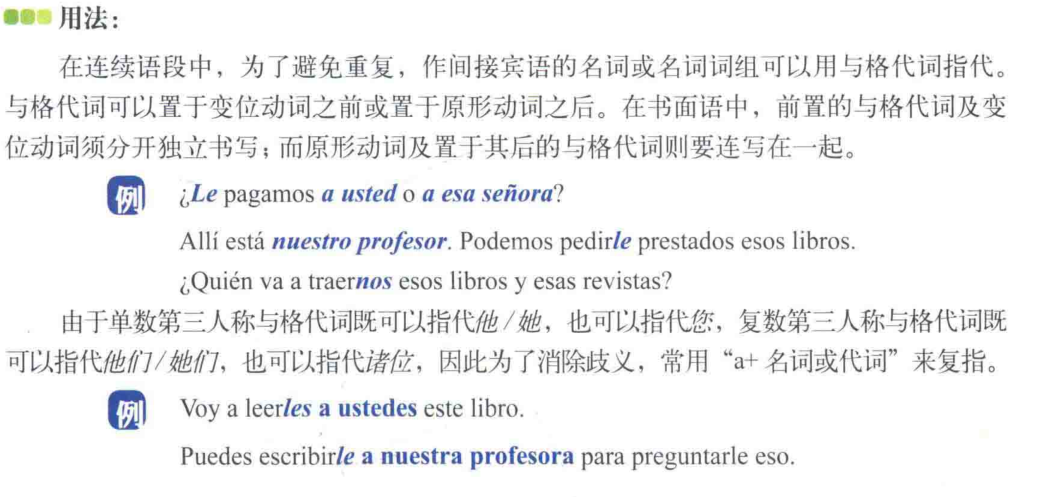 用法：
在连续语段中，为了避免重复，作间接宾语的名词或名词词组可以用与格代词指代。
与格代词可以置于变位动词之前或置于原形动词之后。在书面语中，前置的与格代词及变
位动词须分开独立书写；而原形动词及置于其后的与格代词则要连写在一起。
例 ¿Le pagamos a usted o a esa señora?
Allí está nuestro profesor. Podemos pedirle prestados esos libros.
¿Quién va a traernos esos libros y esas revistas?
由于单数第三人称与格代词既可以指代他/她，也可以指代您，复数第三人称与格代词既
可以指代他们/她们，也可以指代诸位，因此为了消除歧义，常用“a+ 名词或代词”来复指。
例 Voy a leerles a ustedes este libro.
Puedes escribirle a nuestra profesora para preguntarle eso.